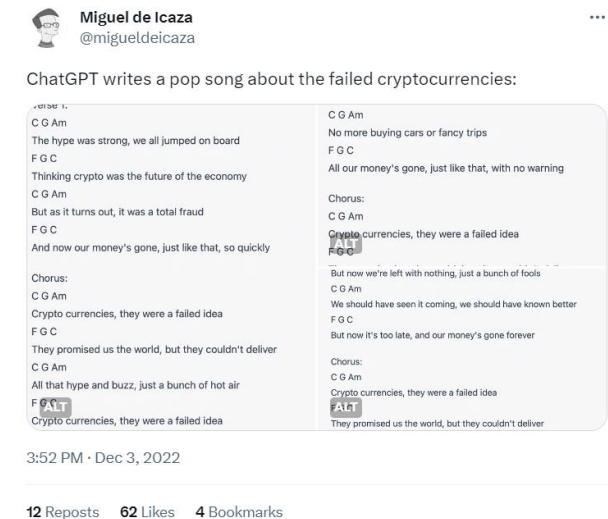 Miguel de Icaza
@migueldeicaza
ChatGPT writes a pop song about the failed cryptocurrencies:
Verse 1:
C G Am
The hype was strong, we all jumped on board
F G C
Thinking crypto was the future of the economy
C G Am
But as it turns out, it was a total fraud
F G C
And now our money's gone, just like that, so quickly
Chorus:
C G Am
Crypto currencies, they were a failed idea
F G C
They promised us the world, but they couldn't deliver
C G Am
All that hype and buzz, just a bunch of hot air
F G C
ALT
Crypto currencies, they were a failed idea
C G Am
No more buying cars or fancy trips
F G C
All our money's gone, just like that, with no warning
Chorus:
C G Am
Crypto currencies, they were a failed idea
ALT
F G C
But now we're left with nothing, just a bunch of fools
C G Am
We should have seen it coming, we should have known better
F G C
But now it's too late, and our money's gone forever
Chorus:
C G Am
Crypto currencies, they were a failed idea
ALT
They promised us the world, but they couldn't deliver
3:52 PM · Dec 3, 2022
12 Reposts 62 Likes 4 Bookmarks